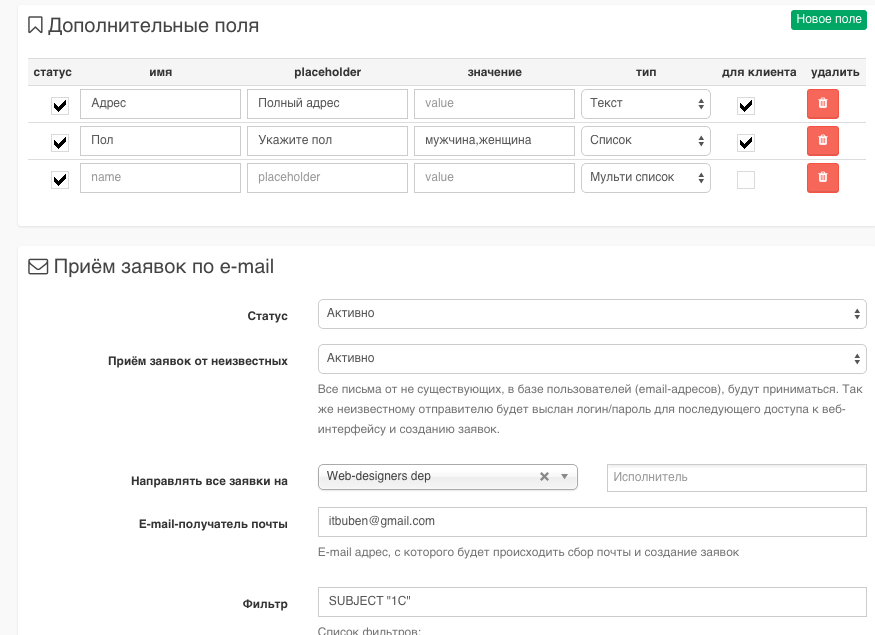 Дополнительные поля
Новое поле
статус имя placeholder значение тип для клиента удалить
Адрес Полный адрес value Текст
Пол Укажите пол мужчина,женщина Список
name placeholder value Мульти список
Приём заявок по e-mail
Статус Активно
Приём заявок от неизвестных Активно
Все письма от не существующих, в базе пользователей (email-адресов), будут приниматься. Так
же неизвестному отправителю будет выслан логин/пароль для последующего доступа к веб-
интерфейсу и созданию заявок.
Направлять все заявки на Web-designers dep Исполнитель
E-mail-получатель почты itbuben@gmail.com
E-mail адрес, с которого будет происходить сбор почты и создание заявок
Фильтр SUBJECT "1C"
Список фильтров: